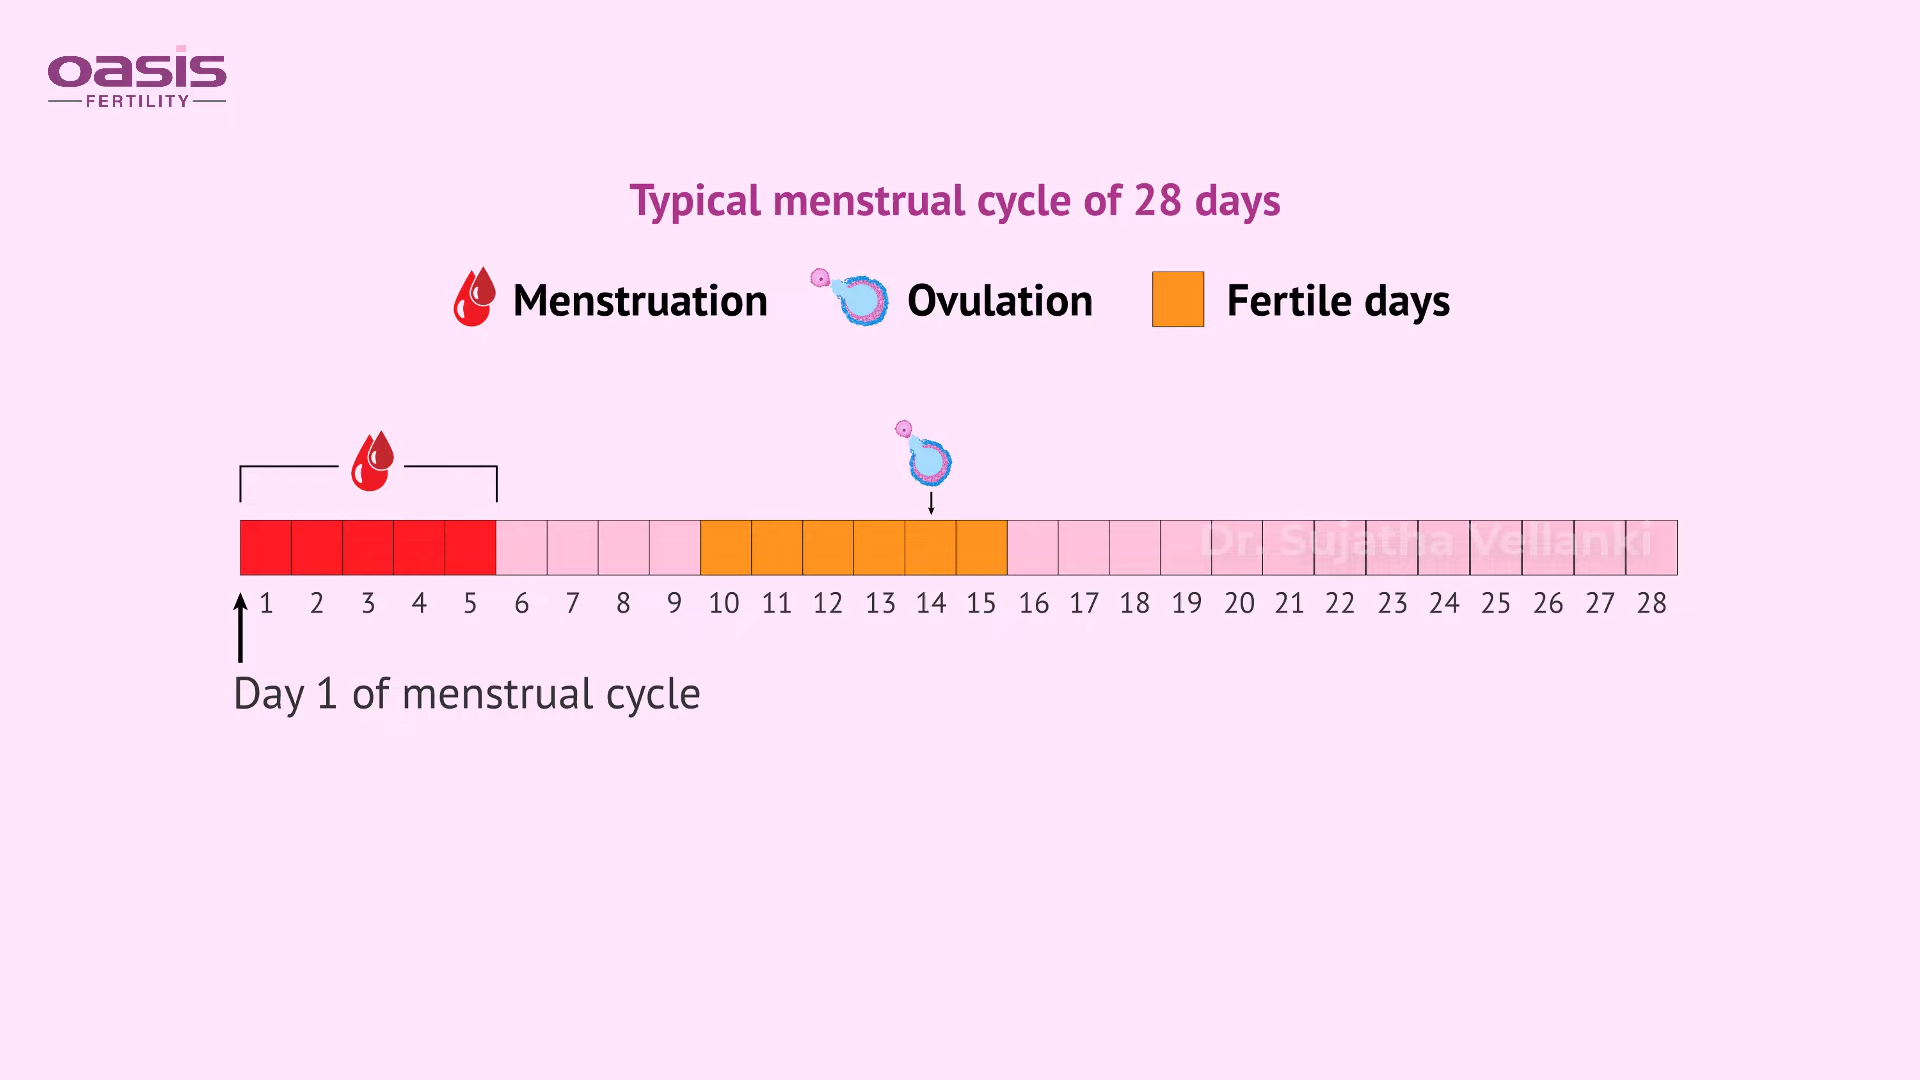 oasis
FERTILITY
Typical menstrual cycle of 28 days
Menstruation Ovulation Fertile days
Dr. Sujatha Vellanki
1 2 3 4 5 6 7 8 9 10 11 12 13 14 15 16 17 18 19 20 21 22 23 24 25 26 27 28
Day 1 of menstrual cycle